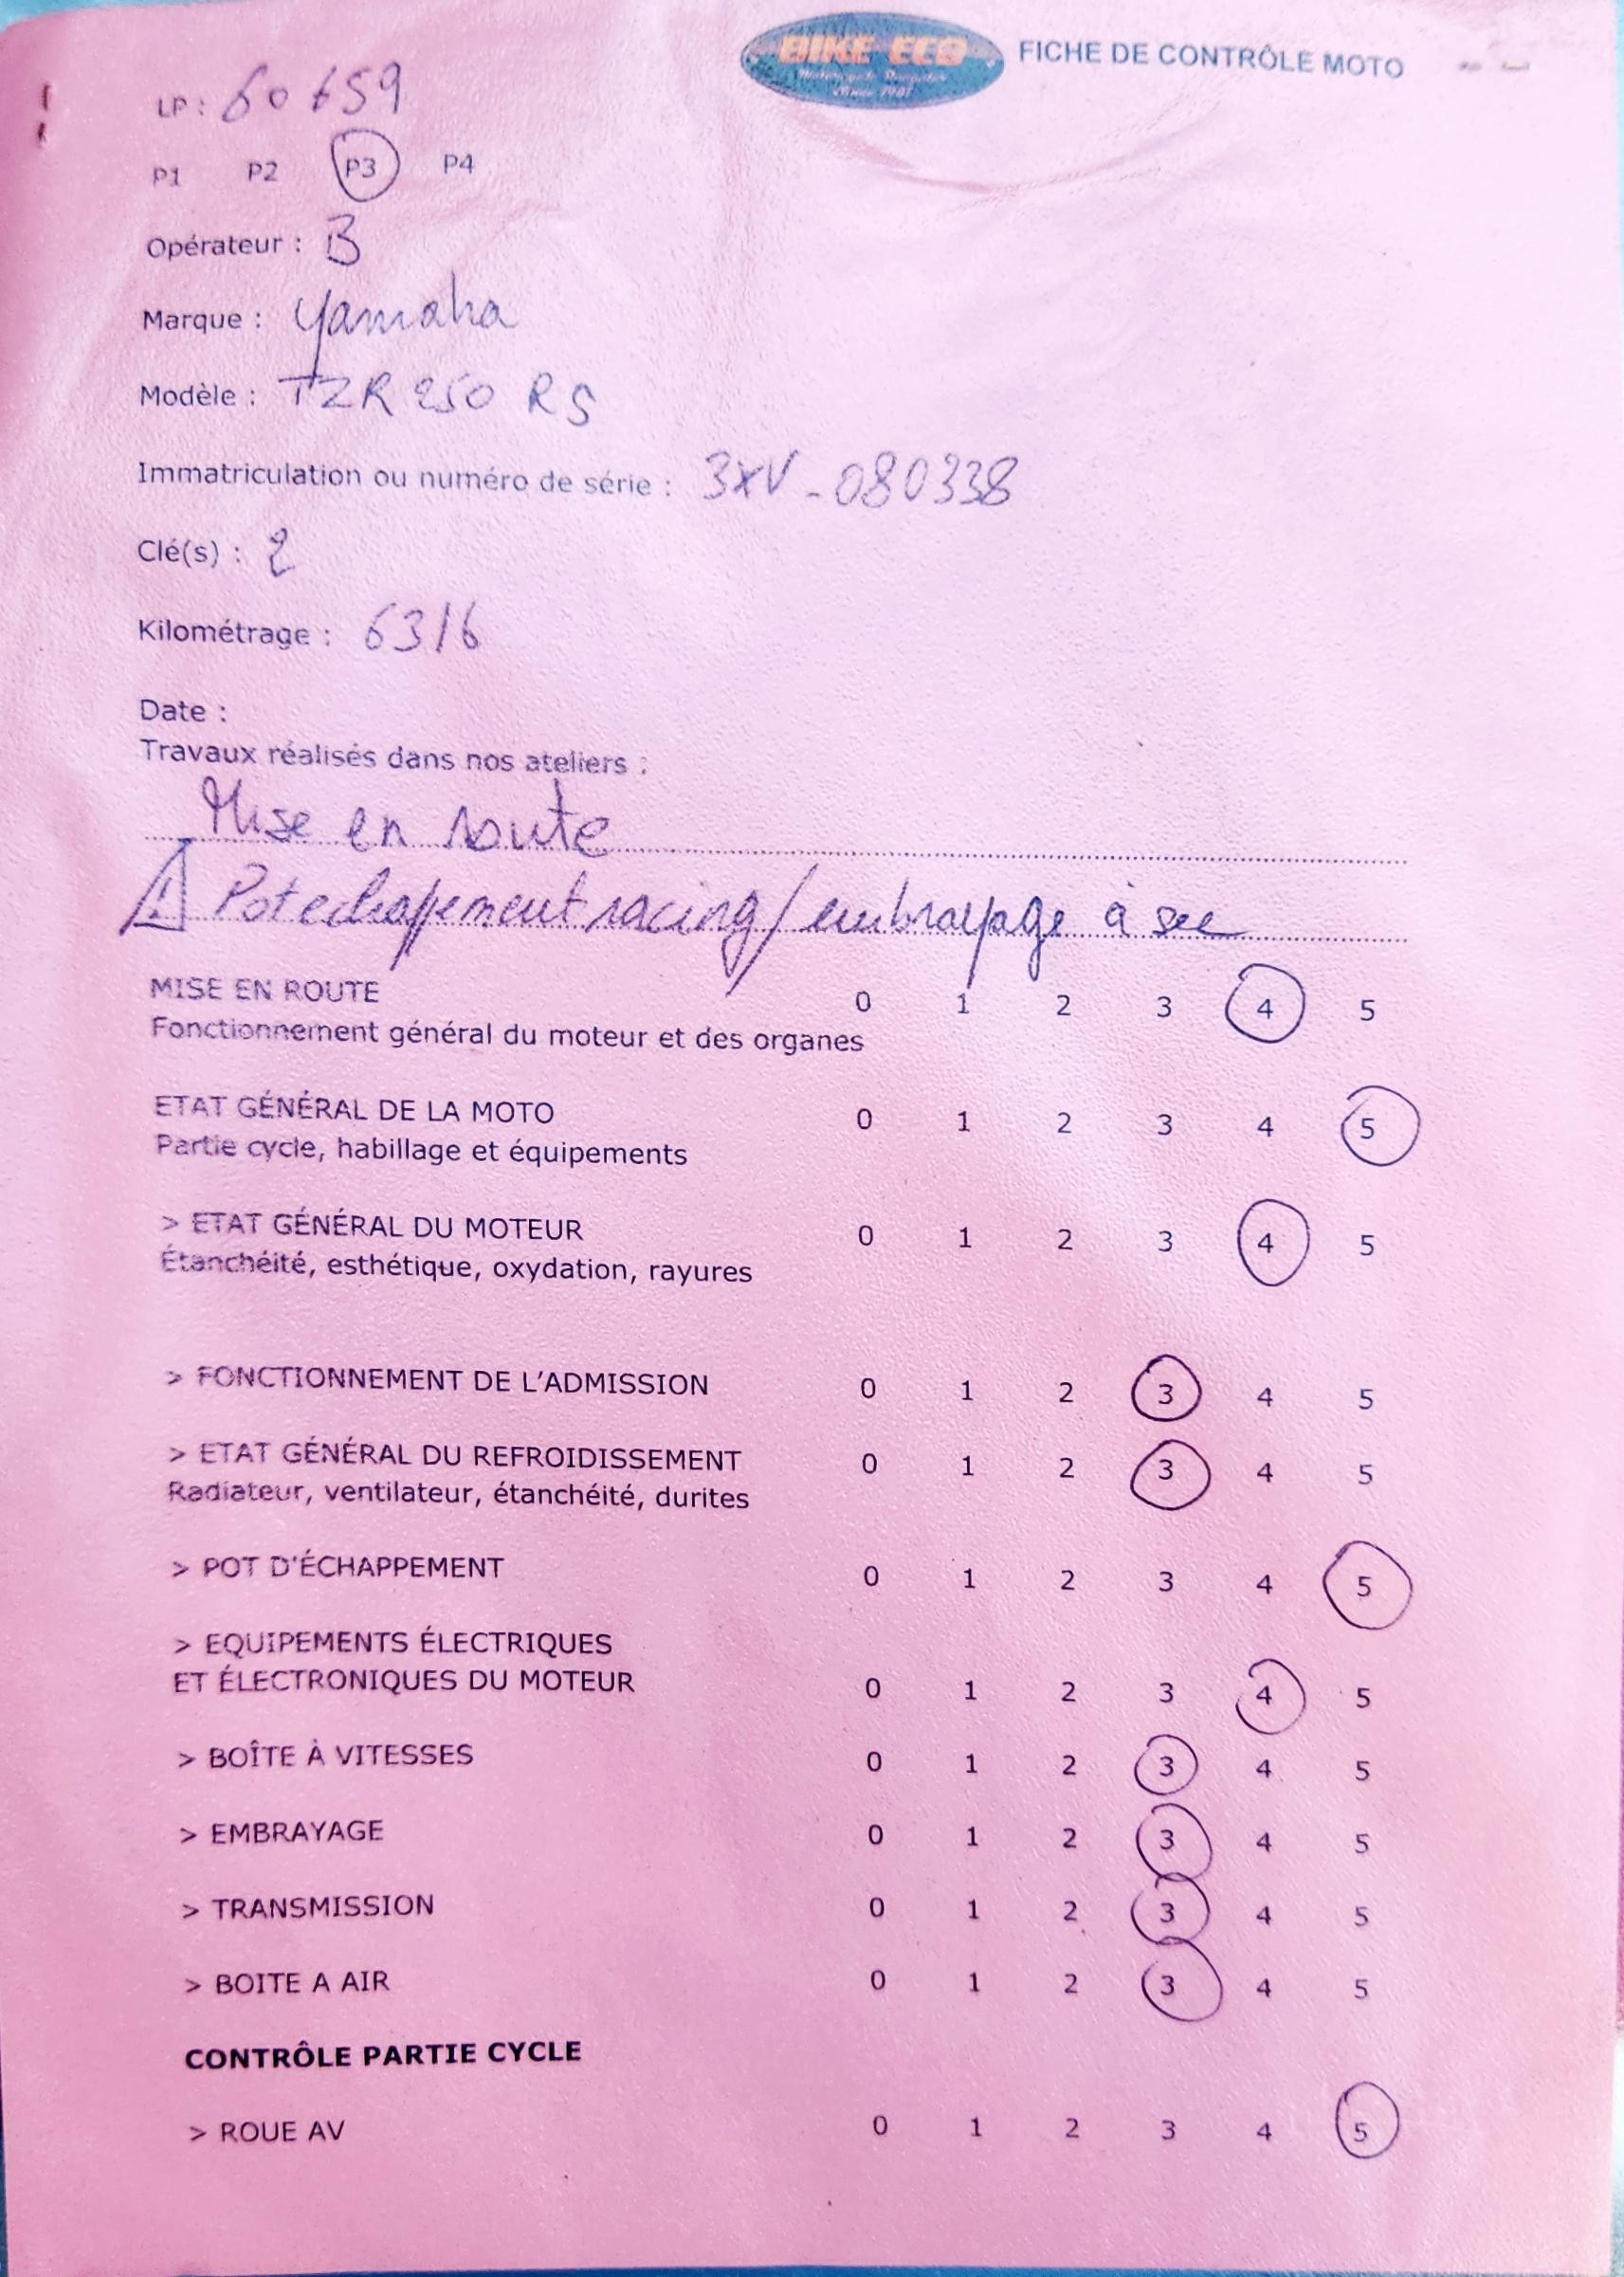 BIKE ECO
Motorcycle Recycler
Since 1981
FICHE DE CONTRÔLE MOTO
LP : 60659
P1 P2 P3 P4
Opérateur : B
Marque : Yamaha
Modèle : TZR 250 RS
Immatriculation ou numéro de série : 3XV - 080338
Clé(s) : 2
Kilométrage : 6316
Date :
Travaux réalisés dans nos ateliers :
Mise en route
! Pot echappement racing / embrayage à sec
MISE EN ROUTE 0 1 2 3 4 5
Fonctionnement général du moteur et des organes
ETAT GÉNÉRAL DE LA MOTO 0 1 2 3 4 5
Partie cycle, habillage et équipements
> ETAT GÉNÉRAL DU MOTEUR 0 1 2 3 4 5
Étanchéité, esthétique, oxydation, rayures
> FONCTIONNEMENT DE L'ADMISSION 0 1 2 3 4 5
> ETAT GÉNÉRAL DU REFROIDISSEMENT 0 1 2 3 4 5
Radiateur, ventilateur, étanchéité, durites
> POT D'ÉCHAPPEMENT 0 1 2 3 4 5
> EQUIPEMENTS ÉLECTRIQUES
ET ÉLECTRONIQUES DU MOTEUR 0 1 2 3 4 5
> BOÎTE À VITESSES 0 1 2 3 4 5
> EMBRAYAGE 0 1 2 3 4 5
> TRANSMISSION 0 1 2 3 4 5
> BOITE A AIR 0 1 2 3 4 5
CONTRÔLE PARTIE CYCLE
> ROUE AV 0 1 2 3 4 5